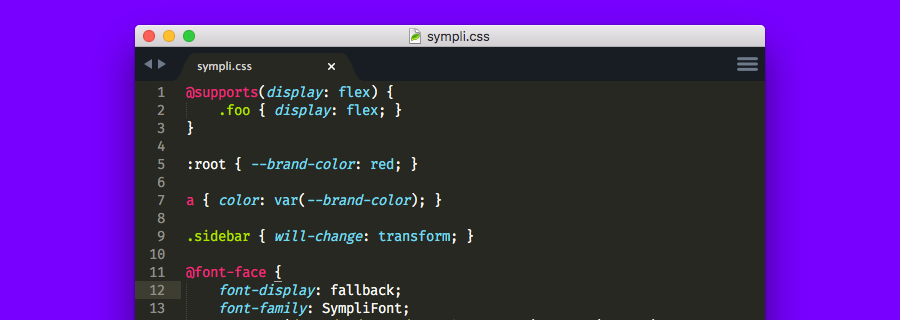 sympli.css
sympli.css ×
1 @supports(display: flex) {
2 .foo { display: flex; }
3 }
4
5 :root { --brand-color: red; }
6
7 a { color: var(--brand-color); }
8
9 .sidebar { will-change: transform; }
10
11 @font-face {
12 font-display: fallback;
13 font-family: SympliFont;